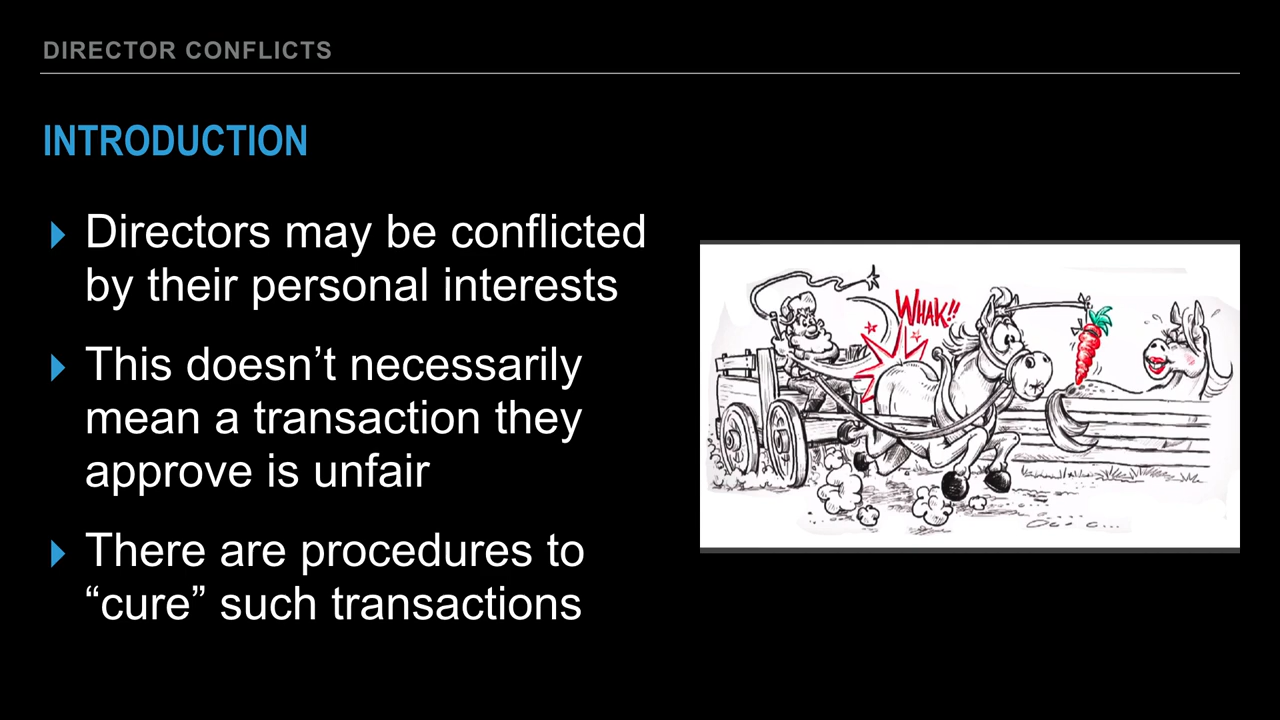 DIRECTOR CONFLICTS
INTRODUCTION
Directors may be conflicted
by their personal interests
This doesn’t necessarily
mean a transaction they
approve is unfair
There are procedures to
“cure” such transactions
WHAK!!